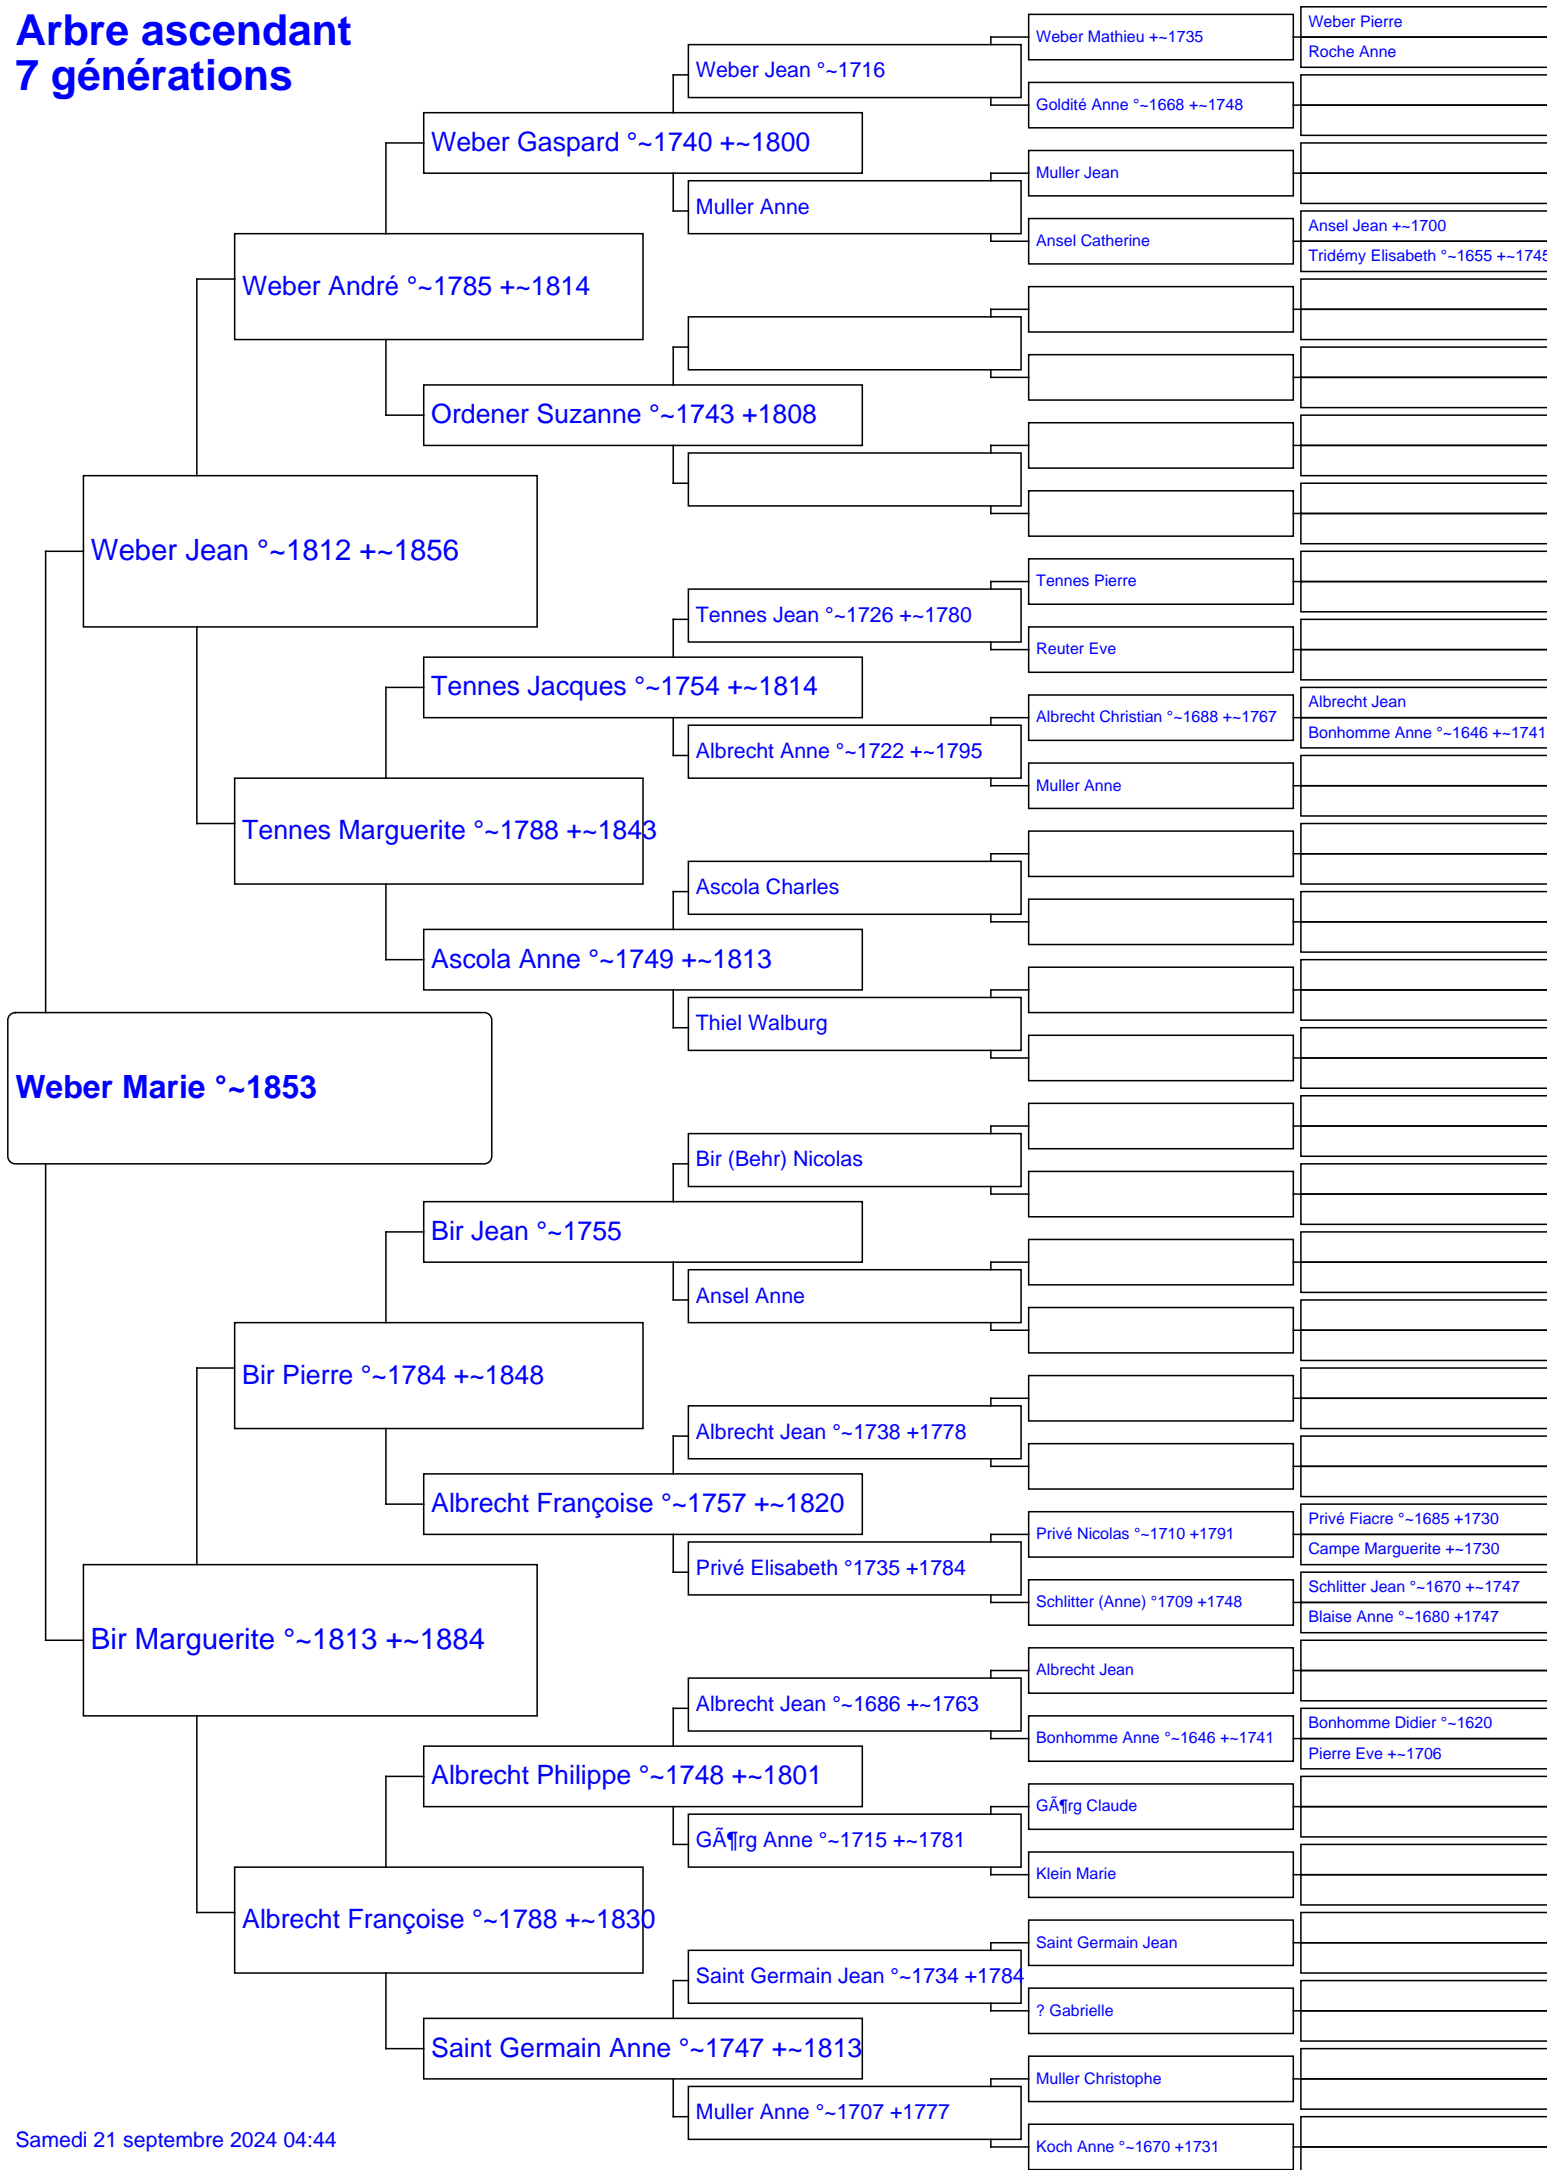 Arbre ascendant
7 générations
Weber Pierre
Weber Mathieu +~1735
Roche Anne
Weber Jean °~1716
Goldité Anne °~1668 +~1748
Weber Gaspard °~1740 +~1800
Muller Jean
Muller Anne
Ansel Jean +~1700
Ansel Catherine
Tridémy Elisabeth °~1655 +~1745
Weber André °~1785 +~1814
Ordener Suzanne °~1743 +1808
Weber Jean °~1812 +~1856
Tennes Pierre
Tennes Jean °~1726 +~1780
Reuter Eve
Tennes Jacques °~1754 +~1814
Albrecht Jean
Albrecht Christian °~1688 +~1767
Bonhomme Anne °~1646 +~1741
Albrecht Anne °~1722 +~1795
Muller Anne
Tennes Marguerite °~1788 +~1843
Ascola Charles
Ascola Anne °~1749 +~1813
Thiel Walburg
Weber Marie °~1853
Bir (Behr) Nicolas
Bir Jean °~1755
Ansel Anne
Bir Pierre °~1784 +~1848
Albrecht Jean °~1738 +1778
Albrecht Françoise °~1757 +~1820
Privé Fiacre °~1685 +1730
Privé Nicolas °~1710 +1791
Campe Marguerite +~1730
Privé Elisabeth °1735 +1784
Schlitter Jean °~1670 +~1747
Schlitter (Anne) °1709 +1748
Blaise Anne °~1680 +1747
Bir Marguerite °~1813 +~1884
Albrecht Jean
Albrecht Jean °~1686 +~1763
Bonhomme Didier °~1620
Bonhomme Anne °~1646 +~1741
Pierre Eve +~1706
Albrecht Philippe °~1748 +~1801
GÃ¶rg Claude
GÃ¶rg Anne °~1715 +~1781
Klein Marie
Albrecht Françoise °~1788 +~1830
Saint Germain Jean
Saint Germain Jean °~1734 +1784
? Gabrielle
Saint Germain Anne °~1747 +~1813
Muller Christophe
Muller Anne °~1707 +1777
Koch Anne °~1670 +1731
Samedi 21 septembre 2024 04:44